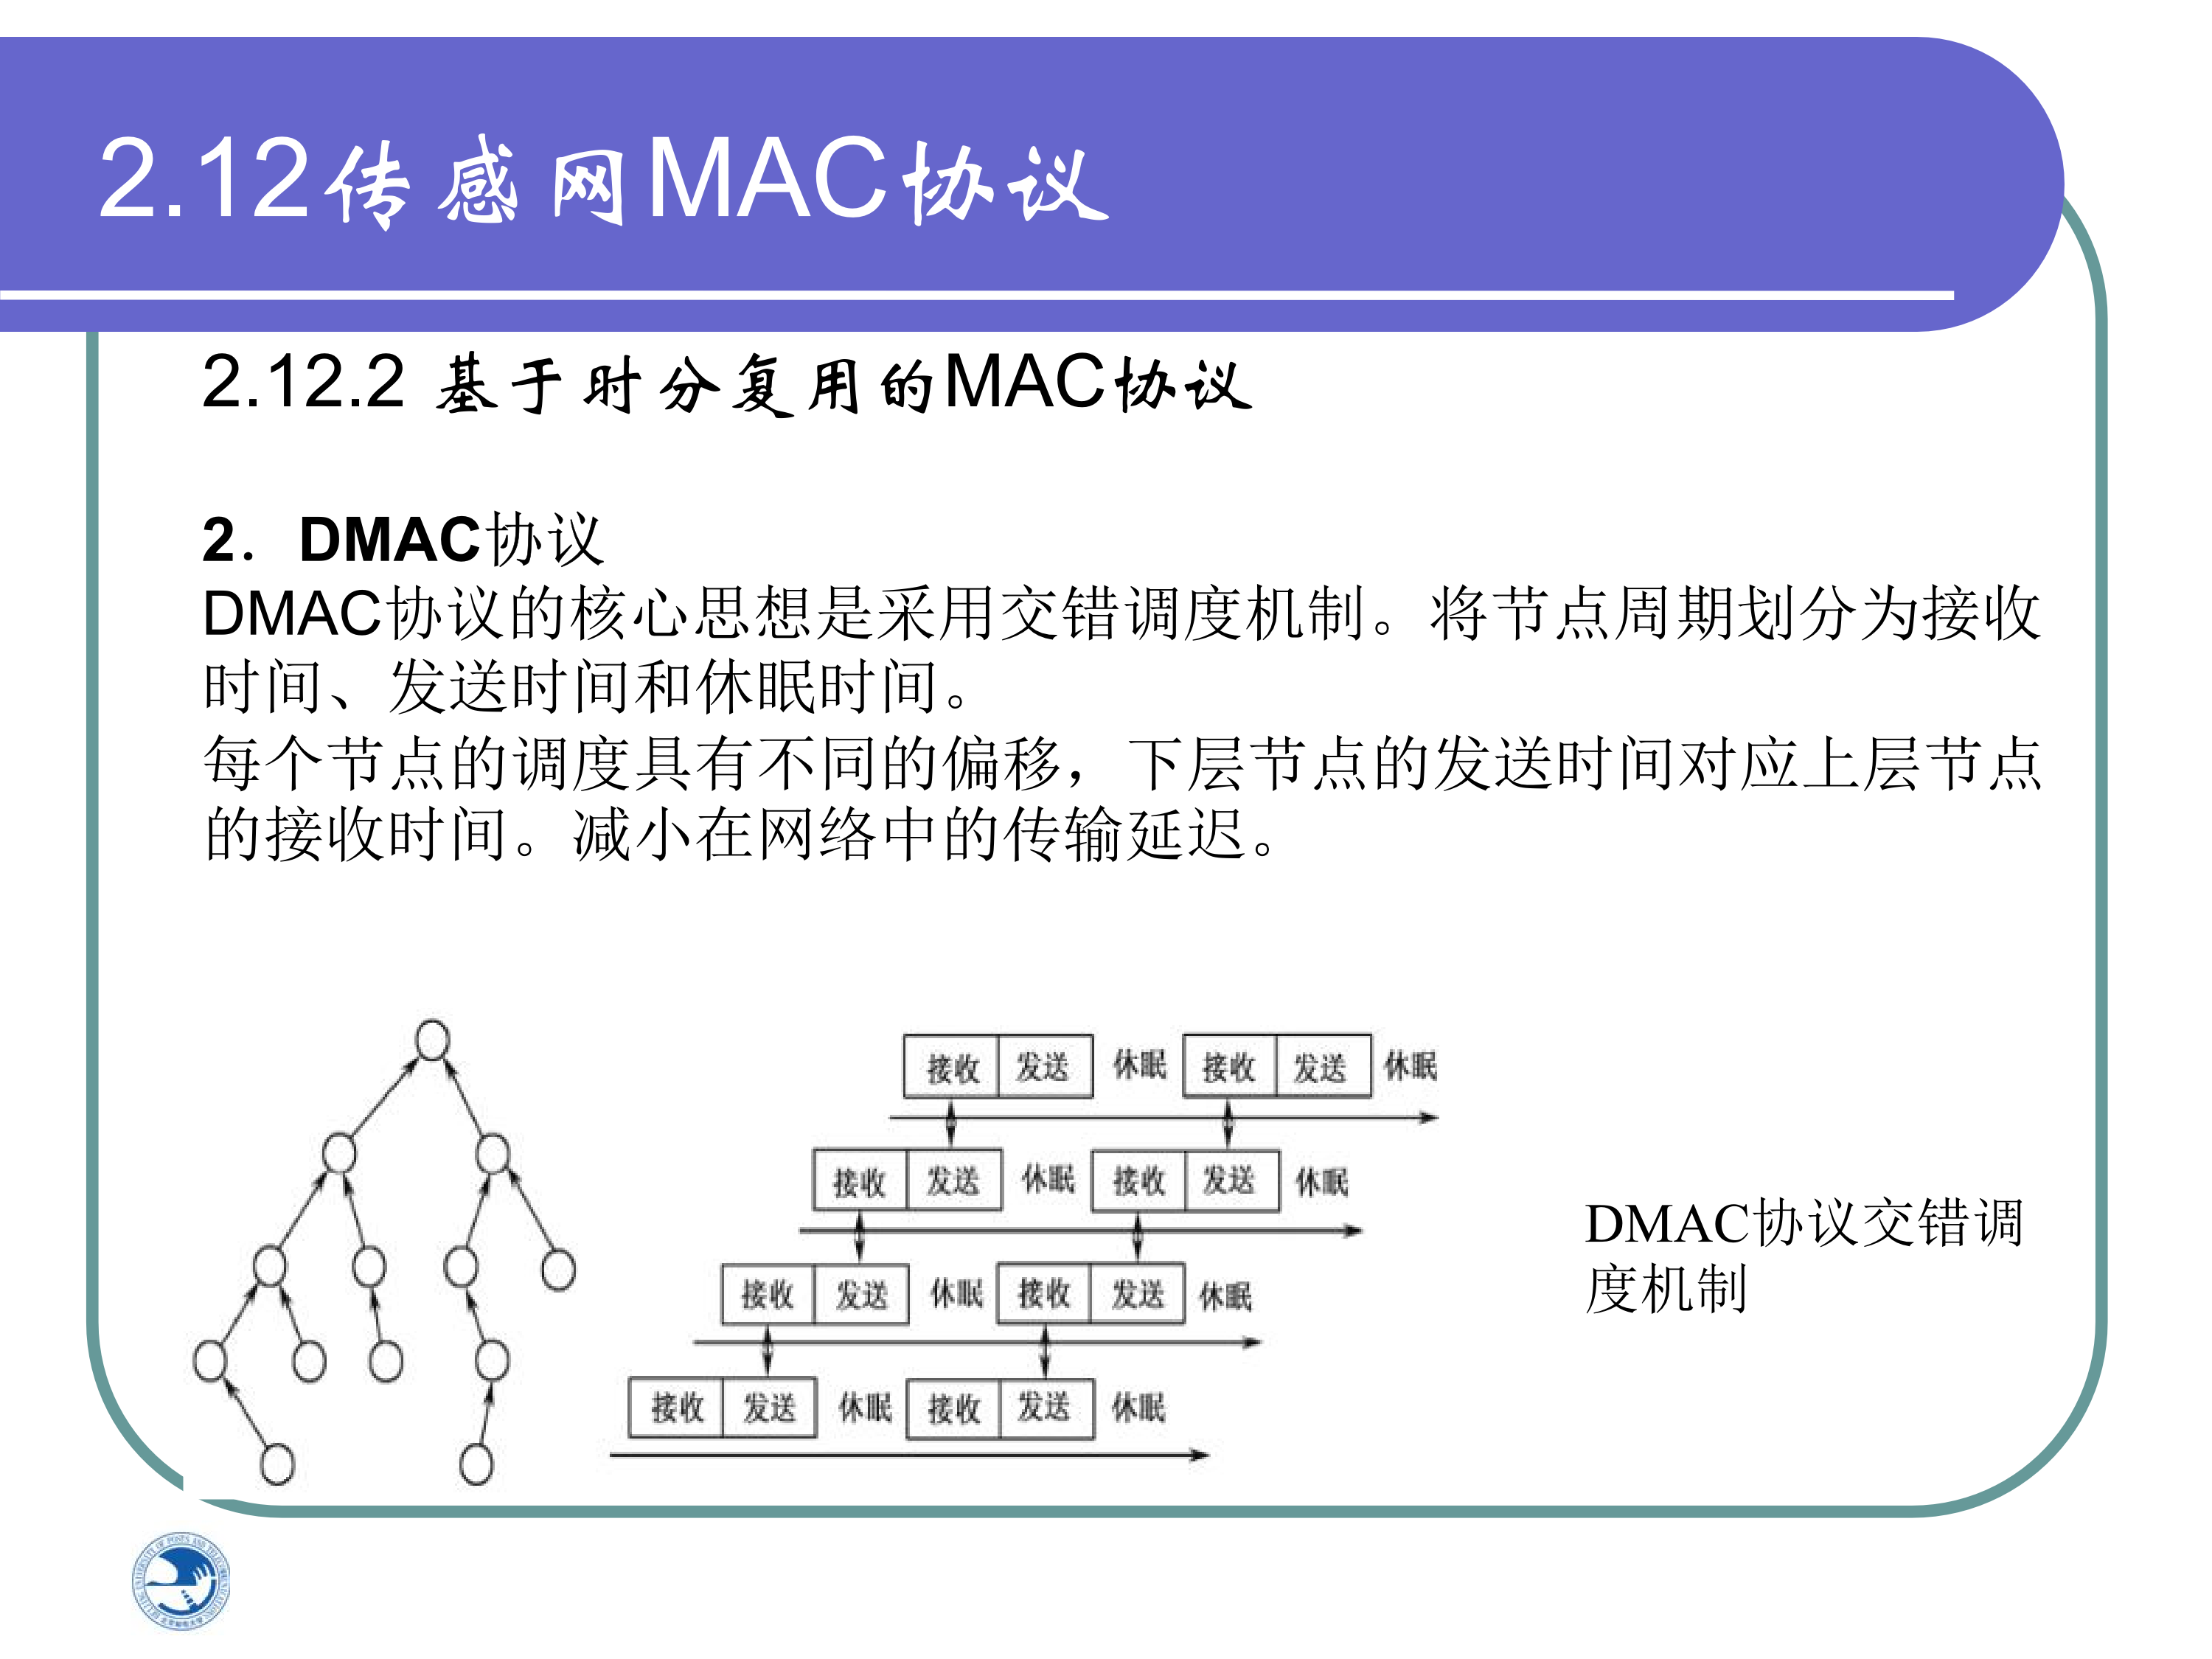 2.12传感网MAC协议
2.12.2 基于时分复用的MAC协议
2．DMAC协议
DMAC协议的核心思想是采用交错调度机制。将节点周期划分为接收
时间、发送时间和休眠时间。
每个节点的调度具有不同的偏移，下层节点的发送时间对应上层节点
的接收时间。减小在网络中的传输延迟。
接收 发送 休眠 接收 发送 休眠
接收 发送 休眠 接收 发送 休眠
接收 发送 休眠 接收 发送 休眠
接收 发送 休眠 接收 发送 休眠
DMAC协议交错调
度机制